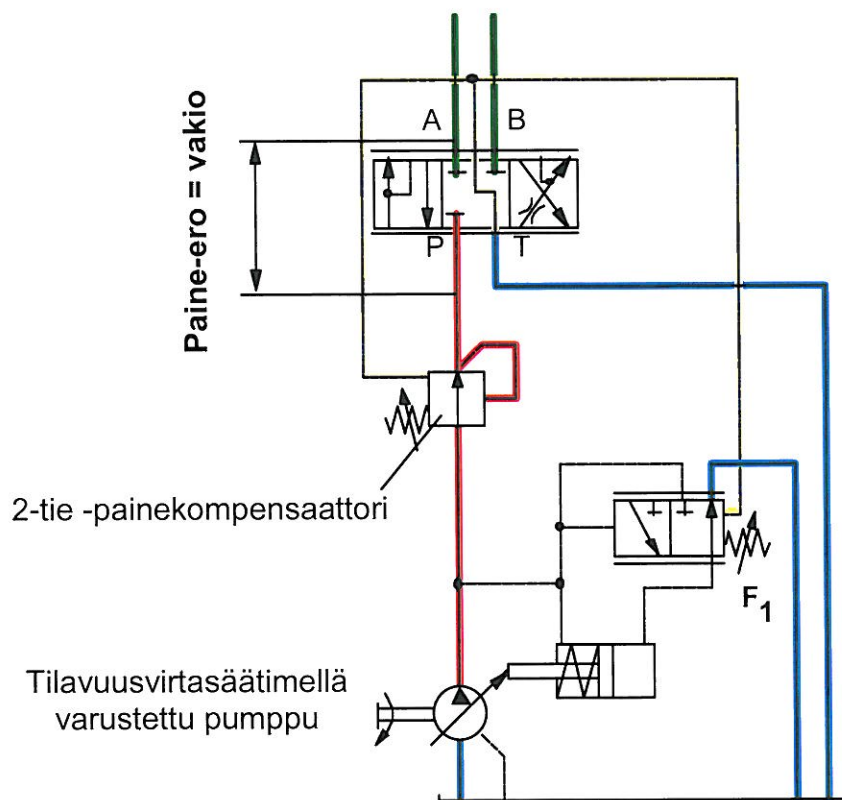 Paine-ero = vakio
A
B
P
T
2-tie -painekompensaattori
F1
Tilavuusvirtasäätimellä
varustettu pumppu